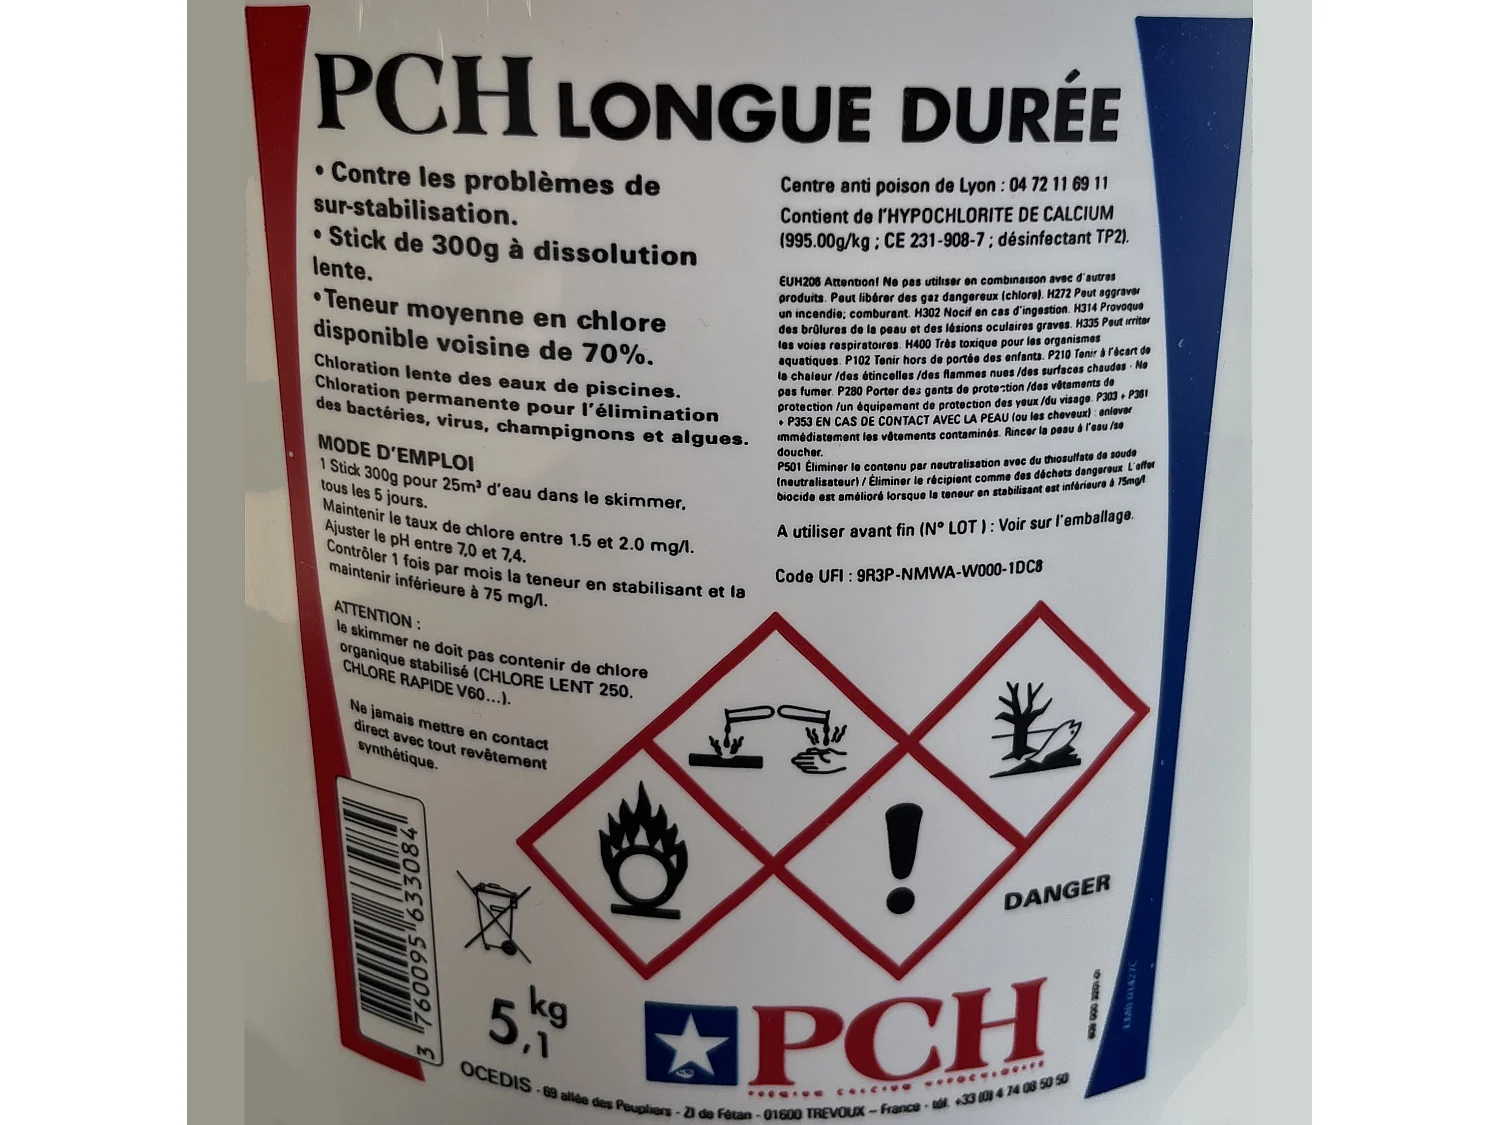 PCH LONGUE DURÉE
• Contre les problèmes de
sur-stabilisation.
• Stick de 300g à dissolution
lente.
• Teneur moyenne en chlore
disponible voisine de 70%.
Chloration lente des eaux de piscines.
Chloration permanente pour l'élimination
des bactéries, virus, champignons et algues.
MODE D'EMPLOI
1 Stick 300g pour 25m³ d'eau dans le skimmer,
tous les 5 jours.
Maintenir le taux de chlore entre 1.5 et 2.0 mg/l.
Ajuster le pH entre 7,0 et 7,4.
Contrôler 1 fois par mois la teneur en stabilisant et la
maintenir inférieure à 75 mg/l.
ATTENTION :
le skimmer ne doit pas contenir de chlore
organique stabilisé (CHLORE LENT 250.
CHLORE RAPIDE V60...).
Ne jamais mettre en contact
direct avec tout revêtement
synthétique.
3 760095 633084
5,1 kg
Centre anti poison de Lyon : 04 72 11 69 11
Contient de l'HYPOCHLORITE DE CALCIUM
(995.00g/kg ; CE 231-908-7 ; désinfectant TP2).
EUH206 Attention! Ne pas utiliser en combinaison avec d'autres
produits. Peut libérer des gaz dangereux (chlore). H272 Peut aggraver
un incendie; comburant. H302 Nocif en cas d'ingestion. H314 Provoque
des brûlures de la peau et des lésions oculaires graves. H335 Peut irriter
les voies respiratoires. H400 Très toxique pour les organismes
aquatiques. P102 Tenir hors de portée des enfants. P210 Tenir à l'écart de
la chaleur /des étincelles /des flammes nues /des surfaces chaudes - Ne
pas fumer. P280 Porter des gants de protection /des vêtements de
protection /un équipement de protection des yeux /du visage. P303 + P361
+ P353 EN CAS DE CONTACT AVEC LA PEAU (ou les cheveux) : enlever
immédiatement les vêtements contaminés. Rincer la peau à l'eau /se
doucher.
P501 Éliminer le contenu par neutralisation avec du thiosulfate de soude
(neutralisateur) / Éliminer le récipient comme des déchets dangereux L'effet
biocide est amélioré lorsque la teneur en stabilisant est inférieure à 75mg/l
A utiliser avant fin (N° LOT ) : Voir sur l'emballage.
Code UFI : 9R3P-NMWA-W000-1DC8
DANGER
PCH
PREMIUM CALCIUM HYPOCHLORITE
OCEDIS - 69 allée des Peupliers - ZI de Fétan - 01600 TREVOUX – France - tél. +33 (0) 4 74 08 50 50